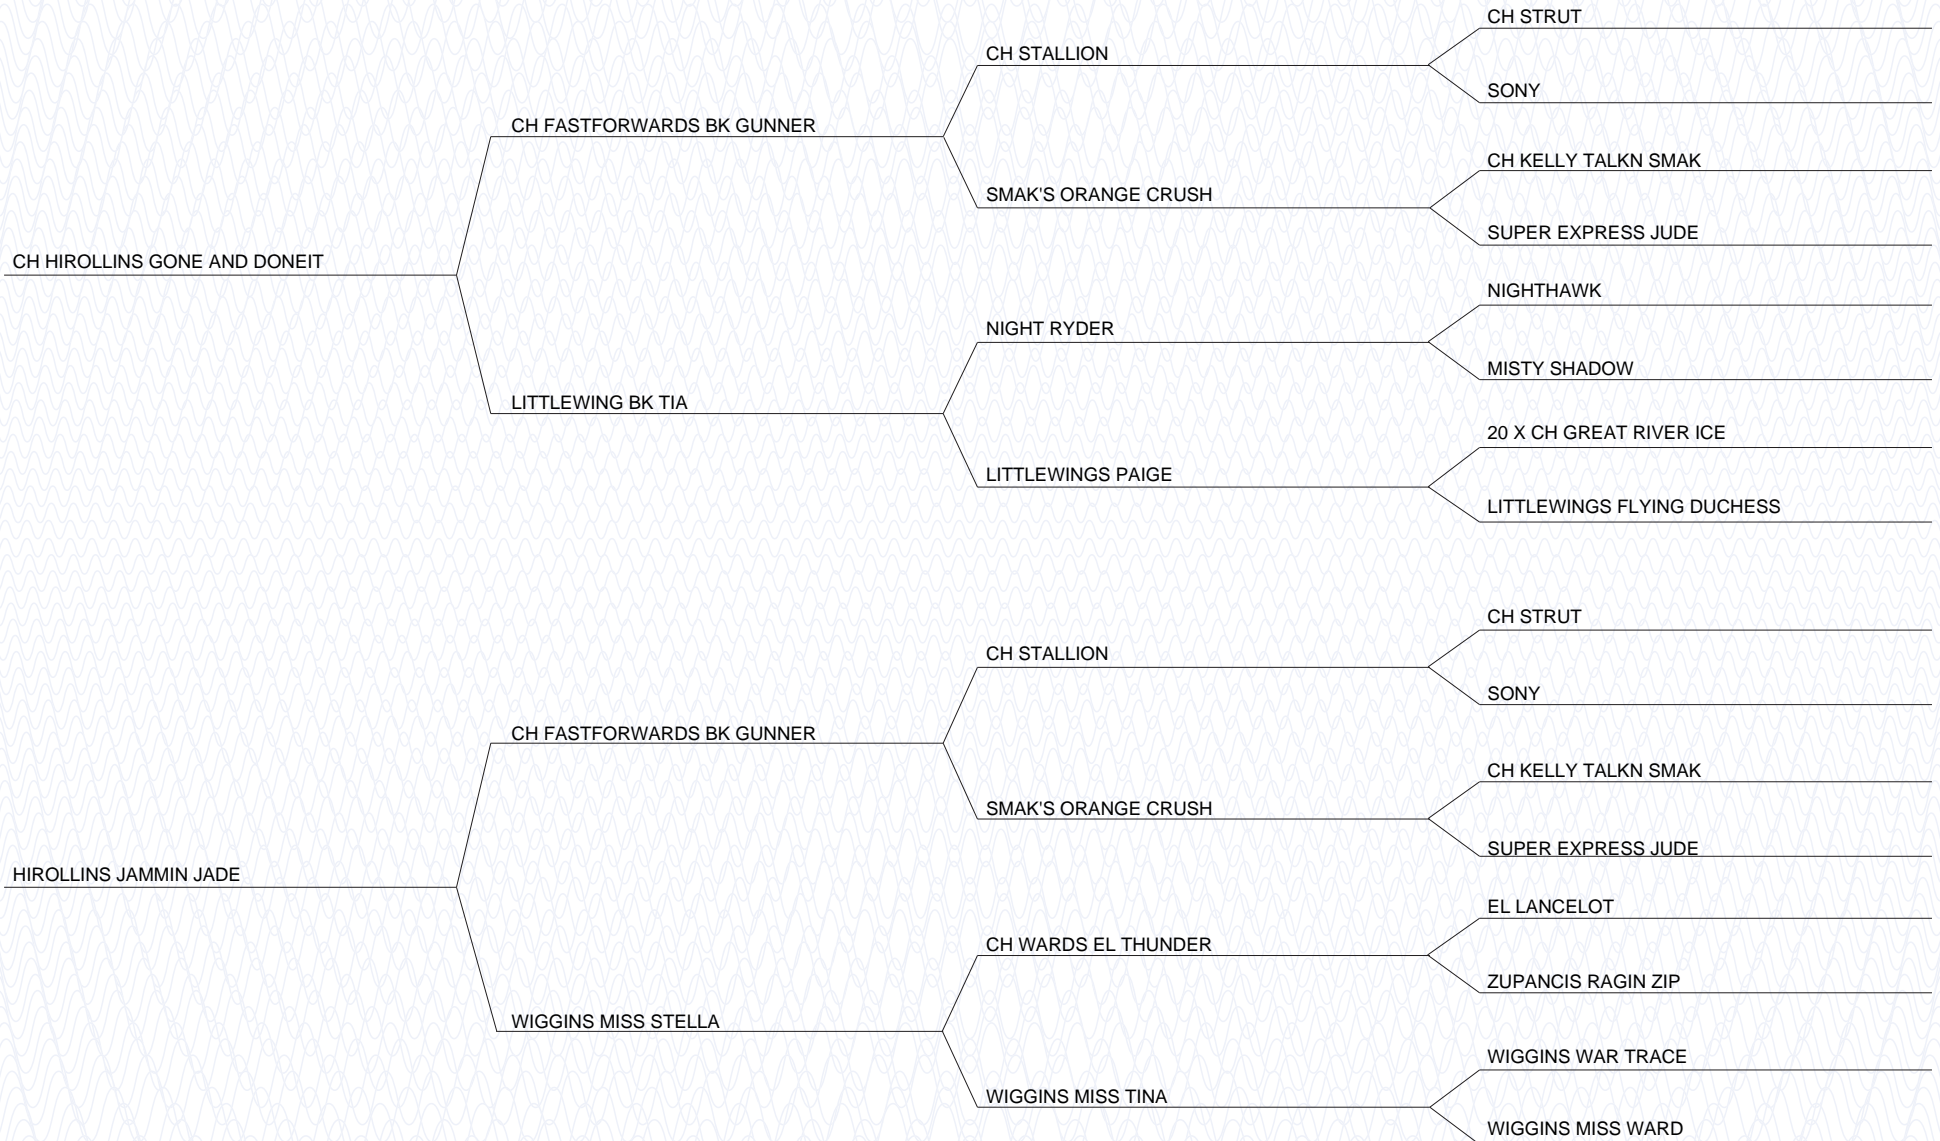 CH STRUT
CH STALLION
SONY
CH FASTFORWARDS BK GUNNER
CH KELLY TALKN SMAK
SMAK'S ORANGE CRUSH
SUPER EXPRESS JUDE
CH HIROLLINS GONE AND DONEIT
NIGHTHAWK
NIGHT RYDER
MISTY SHADOW
LITTLEWING BK TIA
20 X CH GREAT RIVER ICE
LITTLEWINGS PAIGE
LITTLEWINGS FLYING DUCHESS
CH STRUT
CH STALLION
SONY
CH FASTFORWARDS BK GUNNER
CH KELLY TALKN SMAK
SMAK'S ORANGE CRUSH
SUPER EXPRESS JUDE
HIROLLINS JAMMIN JADE
EL LANCELOT
CH WARDS EL THUNDER
ZUPANCIS RAGIN ZIP
WIGGINS MISS STELLA
WIGGINS WAR TRACE
WIGGINS MISS TINA
WIGGINS MISS WARD